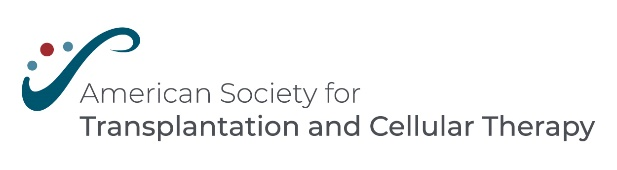 American Society for
Transplantation and Cellular Therapy